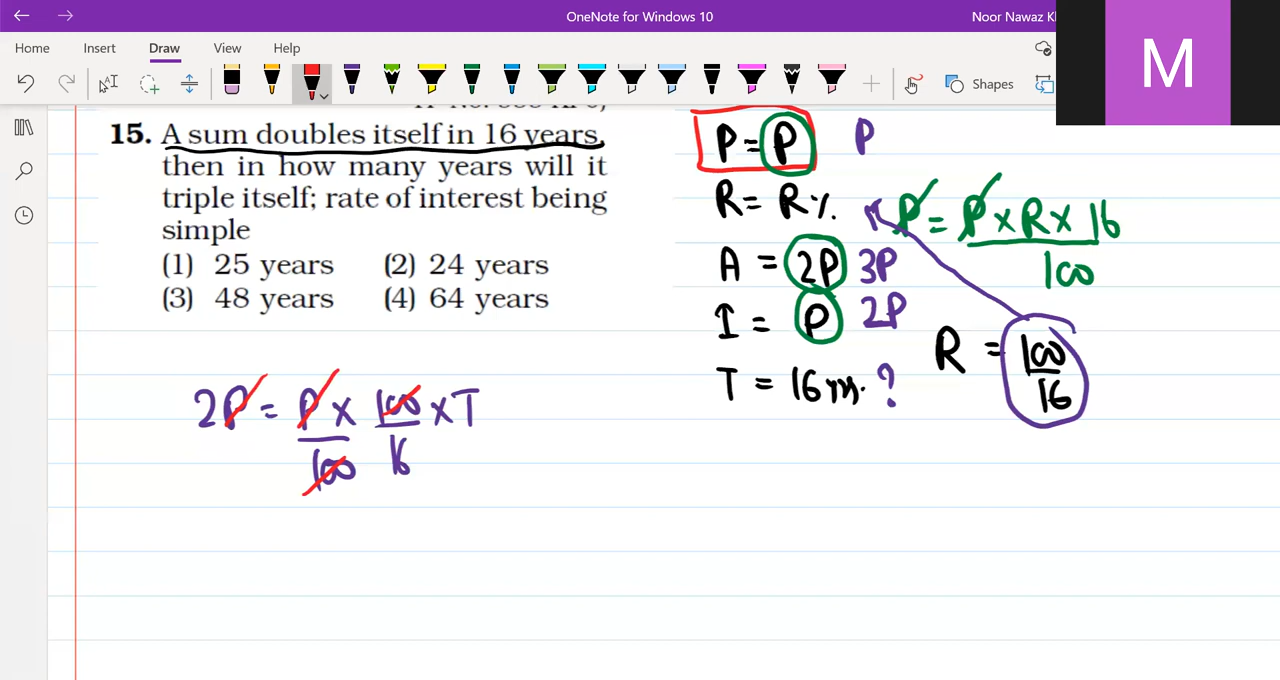 OneNote for Windows 10
Noor Nawaz
M
Home Insert Draw View Help
Shapes
15. A sum doubles itself in 16 years, then in how many years will it triple itself; rate of interest being simple
(1) 25 years (2) 24 years
(3) 48 years (4) 64 years
P = P P
R = R%.
A = 2P 3P
I = P 2P
T = 16 yrs. ?
P = P × R × 16
100
R = 100
16
2P = P × 100 × T
100 16